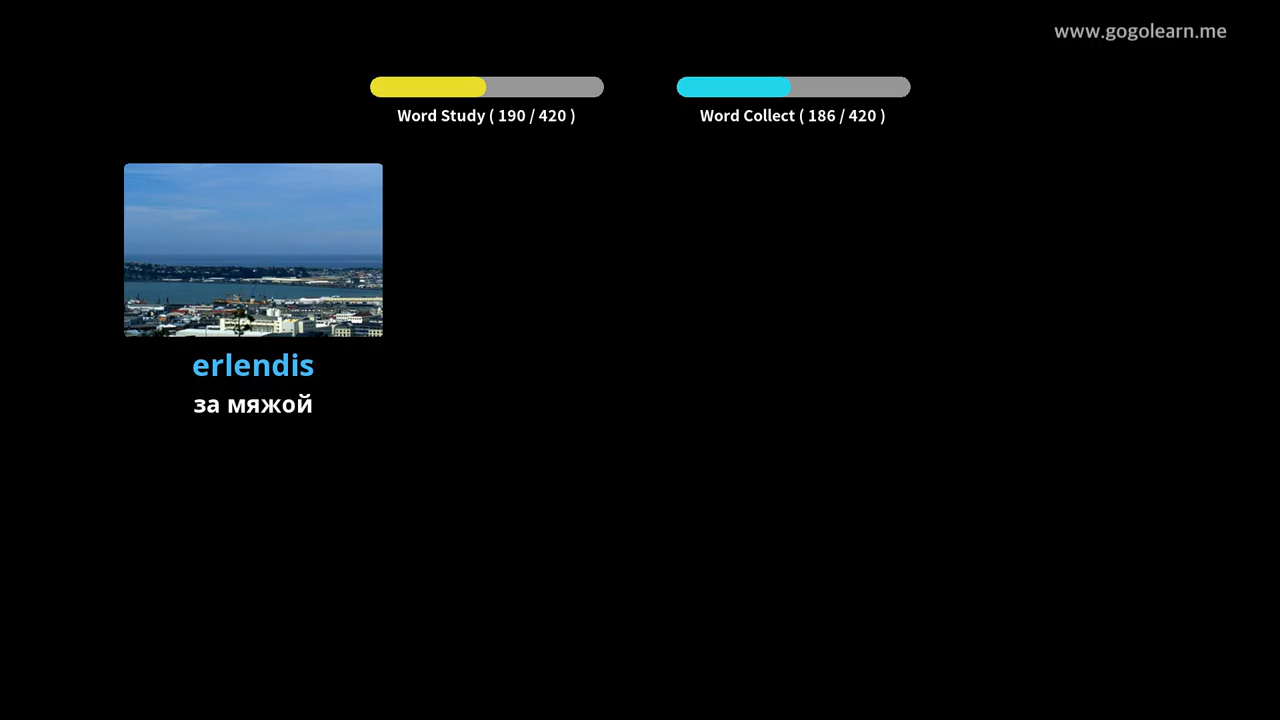 www.gogolearn.me
Word Study ( 190 / 420 )
Word Collect ( 186 / 420 )
erlendis
за мяжой